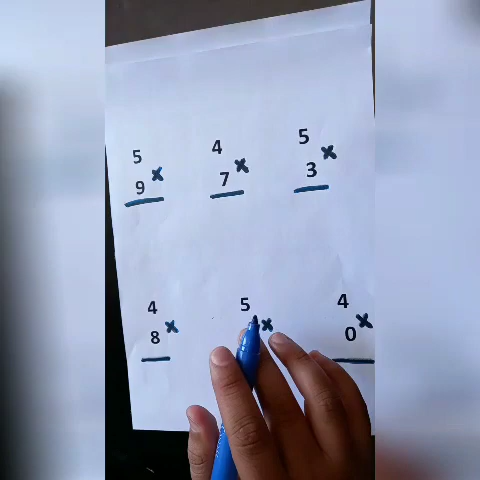 5 4 5
9 × 7 × 3 ×
4 5 4
8 × × 0 ×